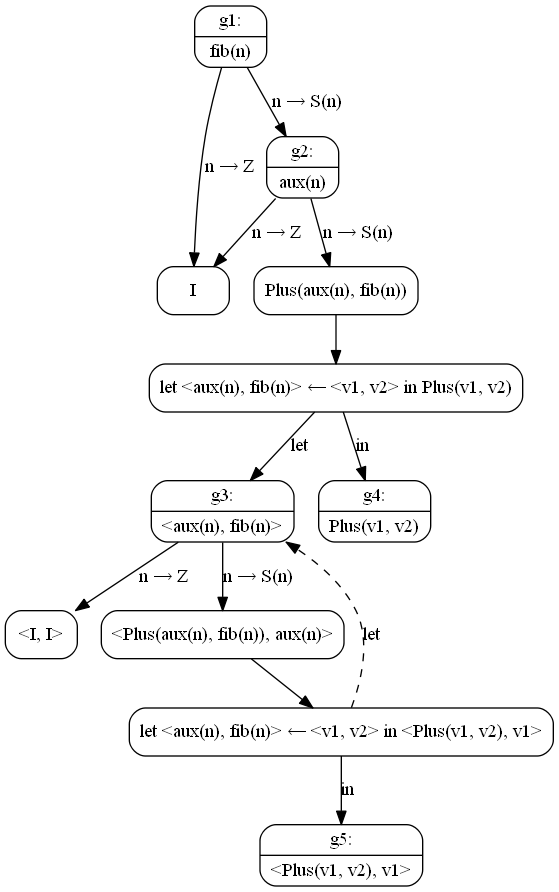 g1:
fib(n)
n → S(n)
g2:
n → Z
aux(n)
n → Z
n → S(n)
I
Plus(aux(n), fib(n))
let <aux(n), fib(n)> ← <v1, v2> in Plus(v1, v2)
let
in
g3:
g4:
<aux(n), fib(n)>
Plus(v1, v2)
n → Z
n → S(n)
<I, I>
<Plus(aux(n), fib(n)), aux(n)>
let
let <aux(n), fib(n)> ← <v1, v2> in <Plus(v1, v2), v1>
in
g5:
<Plus(v1, v2), v1>